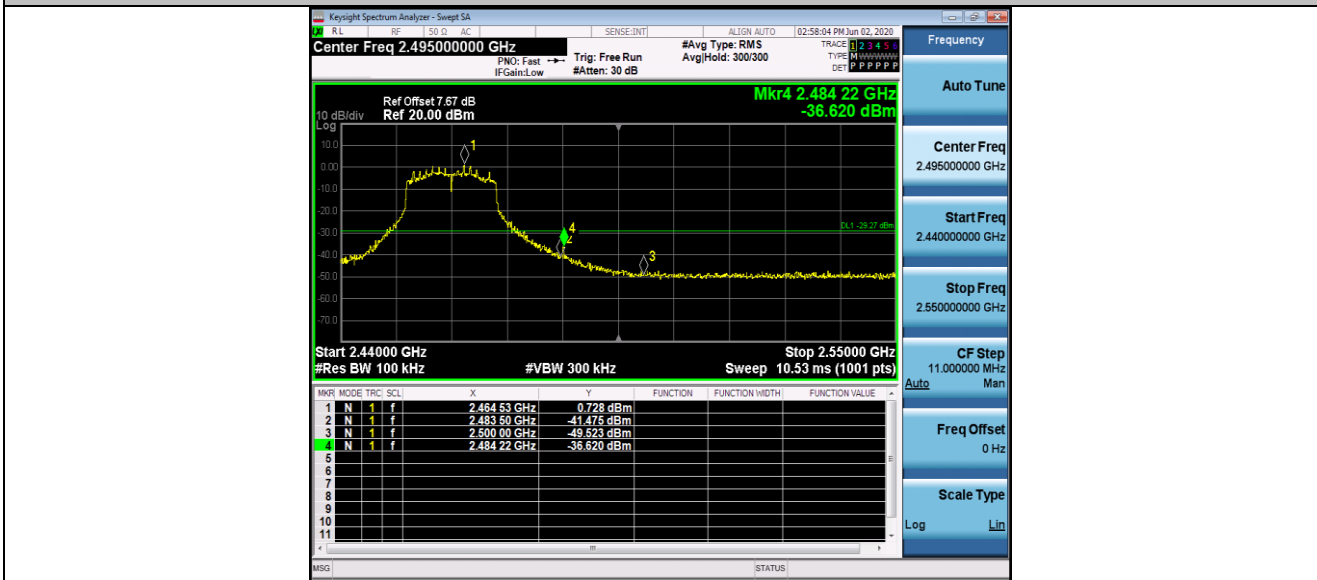 Keysight Spectrum Analyzer - Swept SA
RL RF 50 Ω AC SENSE:INT ALIGN AUTO 02:58:04 PM Jun 02, 2020
Center Freq 2.495000000 GHz
PNO: Fast
IFGain:Low
Trig: Free Run
#Atten: 30 dB
#Avg Type: RMS
Avg|Hold: 300/300
TRACE 1 2 3 4 5 6
TYPE M WWWWW
DET P P P P P P
Mkr4 2.484 22 GHz
-36.620 dBm
Ref Offset 7.67 dB
10 dB/div Ref 20.00 dBm
Log
10.0
0.00
-10.0
-20.0
-30.0
-40.0
-50.0
-60.0
-70.0
1
4
2
3
DL1 -29.27 dBm
Start 2.44000 GHz Stop 2.55000 GHz
#Res BW 100 kHz #VBW 300 kHz Sweep 10.53 ms (1001 pts)
MKR MODE TRC SCL X Y FUNCTION FUNCTION WIDTH FUNCTION VALUE
1 N 1 f 2.464 53 GHz 0.728 dBm
2 N 1 f 2.483 50 GHz -41.475 dBm
3 N 1 f 2.500 00 GHz -49.523 dBm
4 N 1 f 2.484 22 GHz -36.620 dBm
5
6
7
8
9
10
11
MSG STATUS
Frequency
Auto Tune
Center Freq
2.495000000 GHz
Start Freq
2.440000000 GHz
Stop Freq
2.550000000 GHz
CF Step
11.000000 MHz
Auto Man
Freq Offset
0 Hz
Scale Type
Log Lin